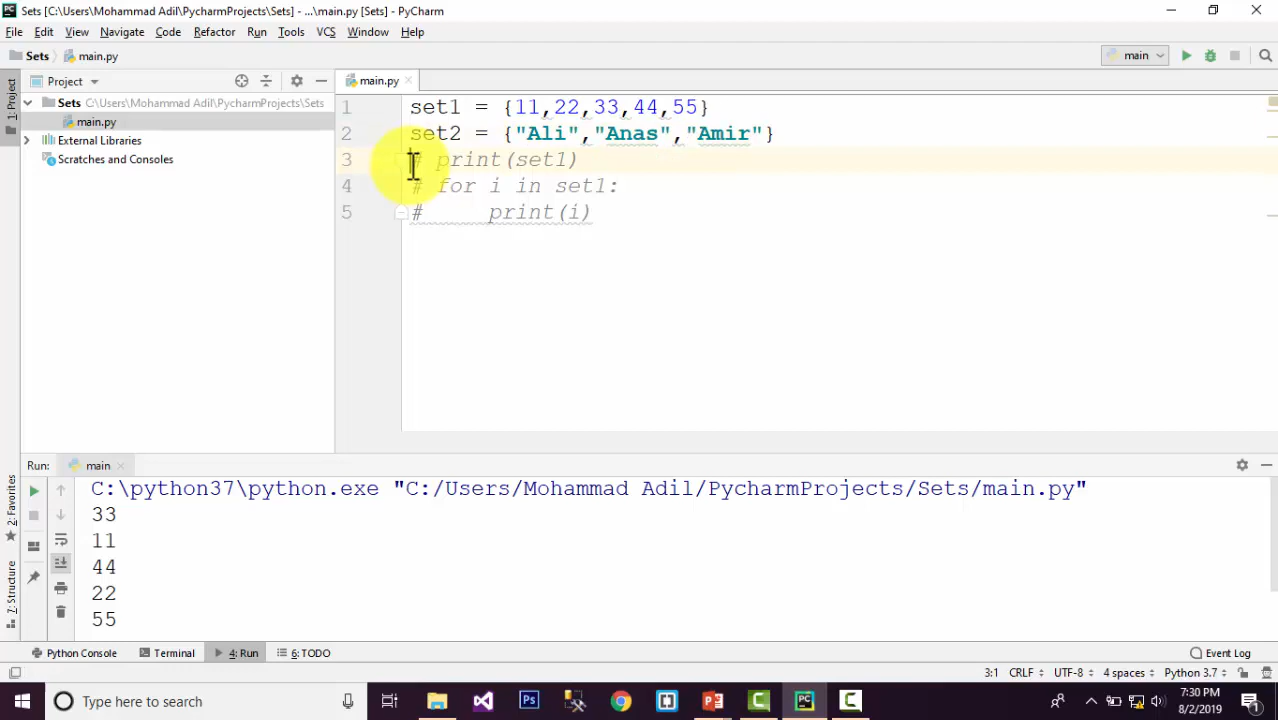 Sets [C:\Users\Mohammad Adil\PycharmProjects\Sets] - ...\main.py [Sets] - PyCharm
File Edit View Navigate Code Refactor Run Tools VCS Window Help
Sets main.py main
1: Project
Project main.py
Sets C:\Users\Mohammad Adil\PycharmProjects\Sets
main.py
External Libraries
Scratches and Consoles
1 set1 = {11,22,33,44,55}
2 set2 = {"Ali","Anas","Amir"}
3 # print(set1)
4 # for i in set1:
5 #     print(i)
Run: main
2: Favorites
7: Structure
C:\python37\python.exe "C:/Users/Mohammad Adil/PycharmProjects/Sets/main.py"
33
11
44
22
55
Python Console Terminal 4: Run 6: TODO Event Log
3:1 CRLF UTF-8 4 spaces Python 3.7
Type here to search
Ps
PC
7:30 PM
8/2/2019
1